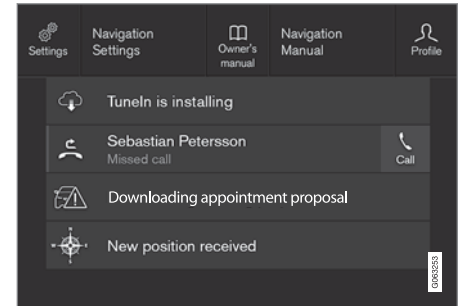 Settings
Navigation
Settings
Owner's
manual
Navigation
Manual
Profile
TuneIn is installing
Sebastian Petersson
Missed call
Call
Downloading appointment proposal
New position received
G063253